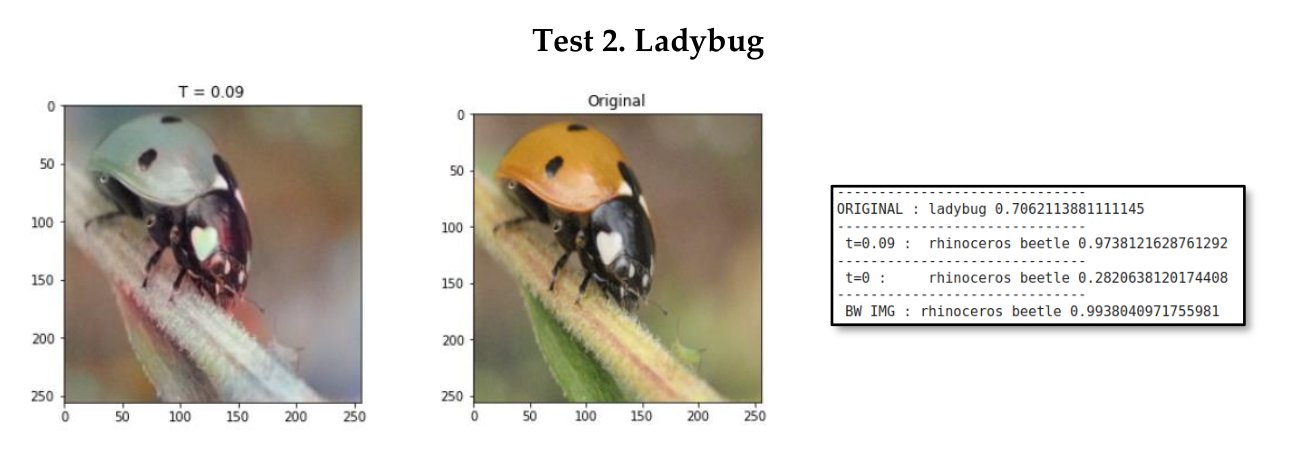 Test 2. Ladybug
T = 0.09
0
50
100
150
200
250
0 50 100 150 200 250
Original
0
50
100
150
200
250
0 50 100 150 200 250
------------------------------
ORIGINAL : ladybug 0.7062113881111145
------------------------------
t=0.09 : rhinoceros beetle 0.9738121628761292
------------------------------
t=0 : rhinoceros beetle 0.2820638120174408
------------------------------
BW IMG : rhinoceros beetle 0.9938040971755981